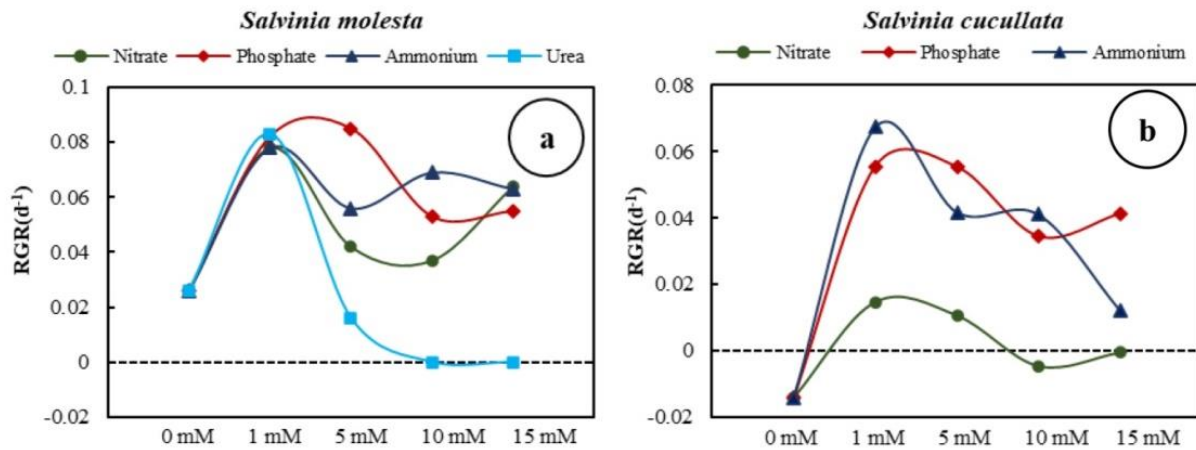 Salvinia molesta
Nitrate Phosphate Ammonium Urea
0.1
0.08
0.06
0.04
0.02
0
-0.02
RGR(d⁻¹)
a
0 mM 1 mM 5 mM 10 mM 15 mM
Salvinia cucullata
Nitrate Phosphate Ammonium
0.08
0.06
0.04
0.02
0
-0.02
RGR(d⁻¹)
b
0 mM 1 mM 5 mM 10 mM 15 mM